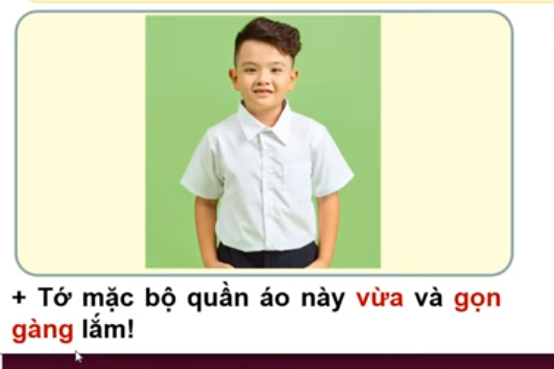 + Tớ mặc bộ quần áo này vừa và gọn
gàng lắm!